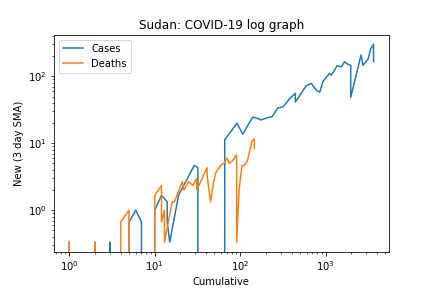 Sudan: COVID-19 log graph
Cases
Deaths
New (3 day SMA)
10²
10¹
10⁰
10⁰ 10¹ 10² 10³
Cumulative